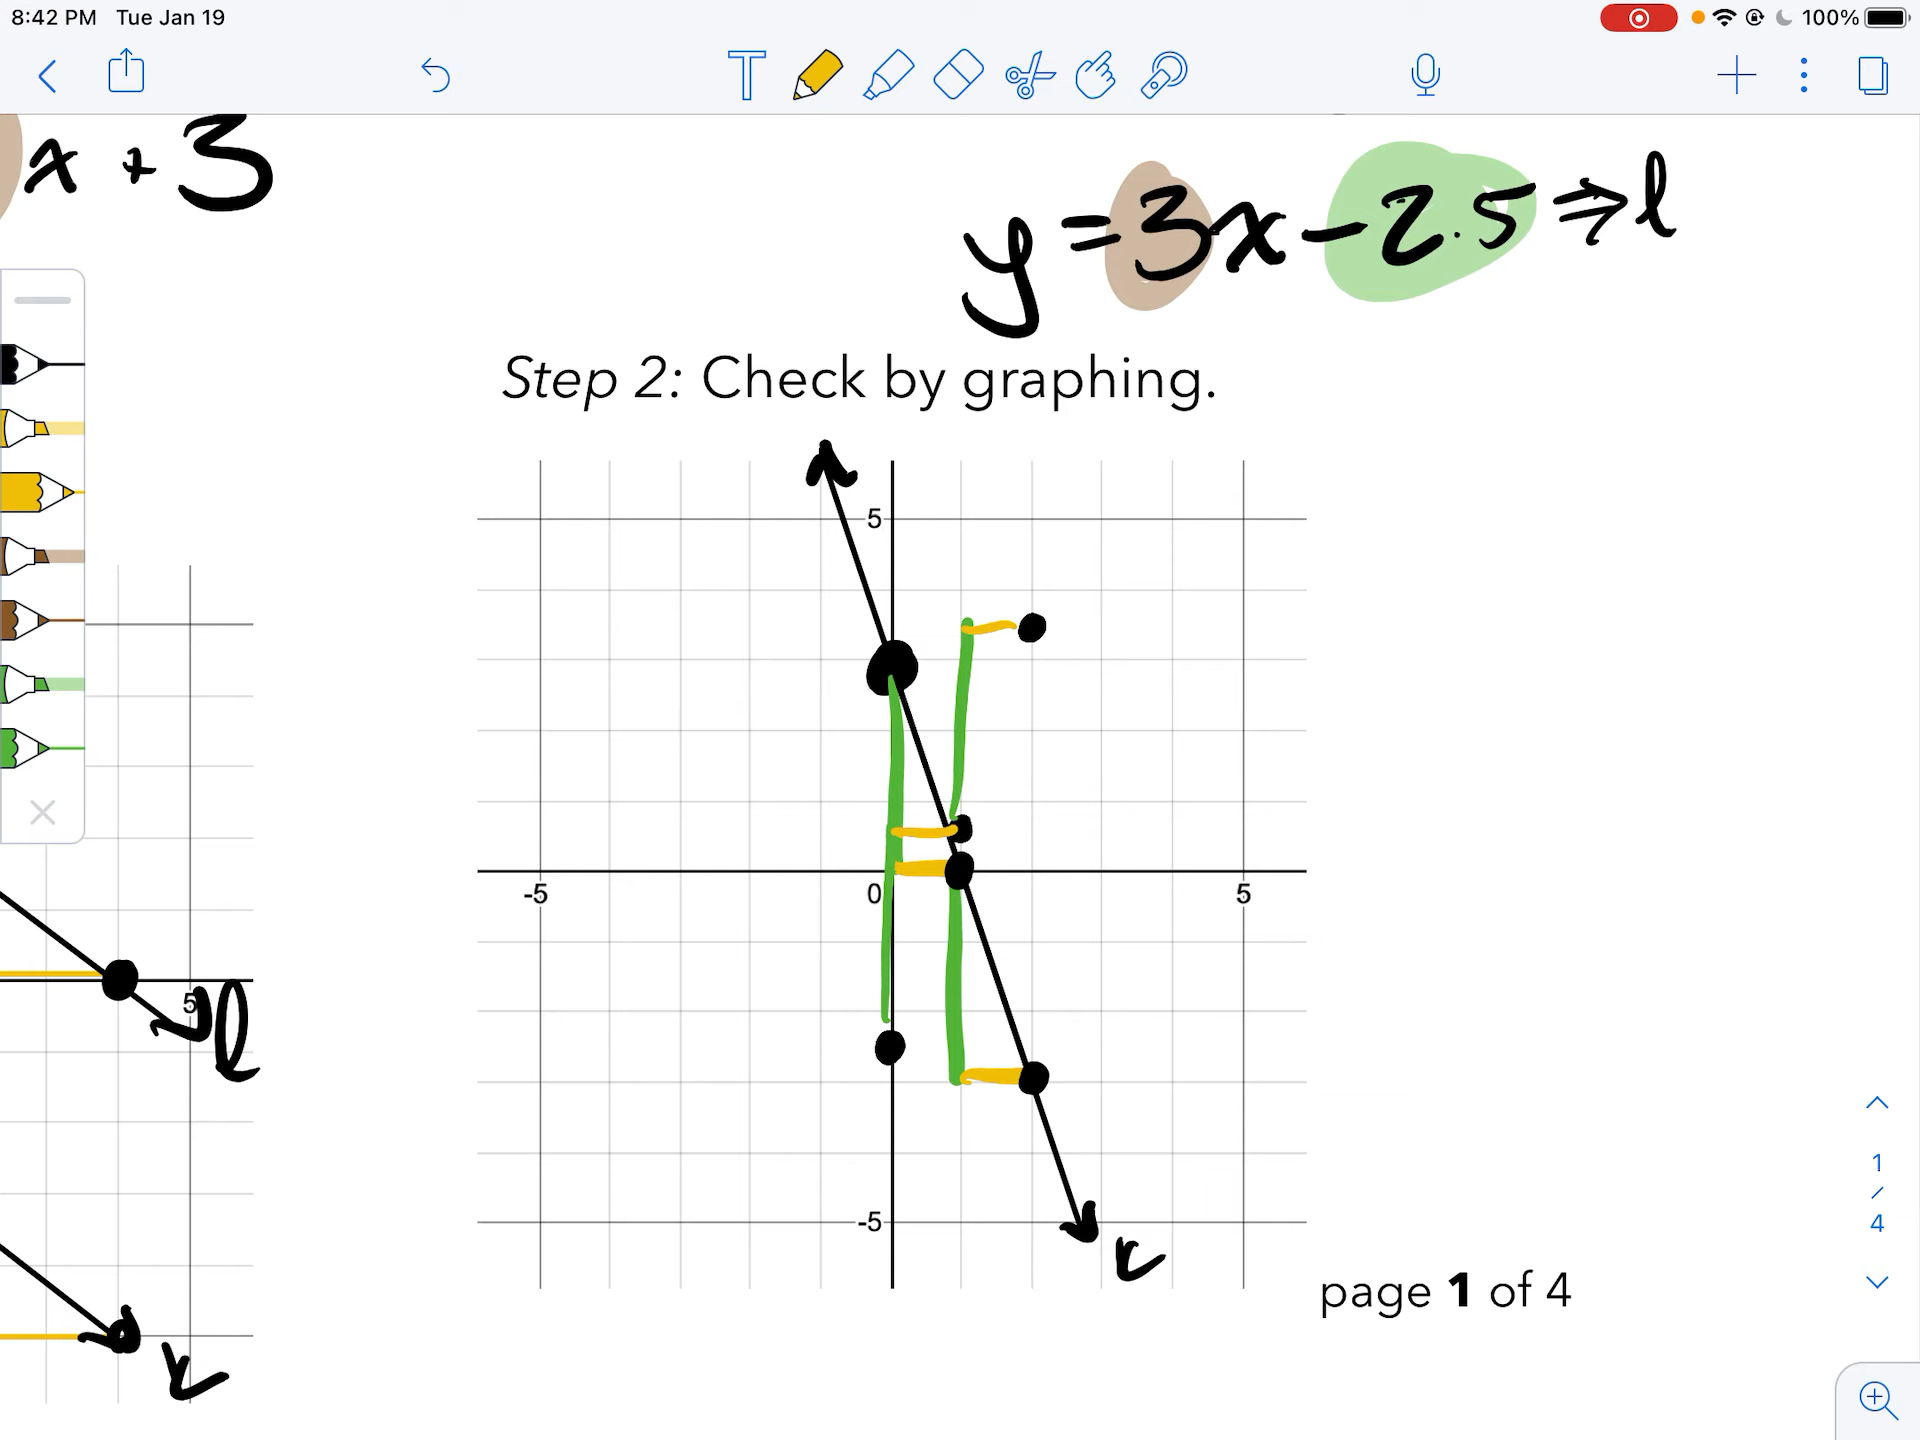 8:42 PM Tue Jan 19 100%
x + 3
y = 3x - 2.5 ⇒ l
Step 2: Check by graphing.
5
-5 0 5
-5
r
5
l
r
page 1 of 4
1
/
4